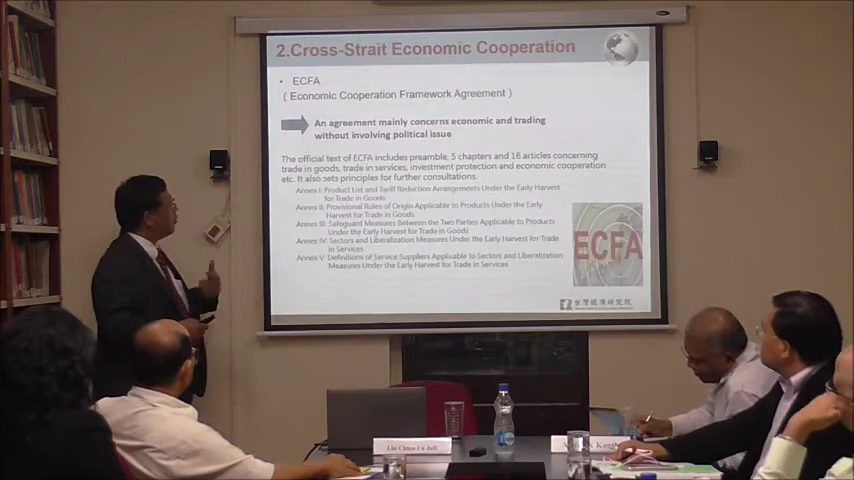 2.Cross-Strait Economic Cooperation
• ECFA
( Economic Cooperation Framework Agreement )
An agreement mainly concerns economic and trading
without involving political issue
The official text of ECFA includes preamble, 5 chapters and 16 articles concerning
trade in goods, trade in services, investment protection and economic cooperation
etc. It also sets principles for further consultations.
Annex I: Product List and Tariff Reduction Arrangements Under the Early Harvest
for Trade in Goods
Annex II: Provisional Rules of Origin Applicable to Products Under the Early
Harvest for Trade in Goods
Annex III: Safeguard Measures Between the Two Parties Applicable to Products
Under the Early Harvest for Trade in Goods
Annex IV: Sectors and Liberalization Measures Under the Early Harvest for Trade
in Services
Annex V: Definitions of Service Suppliers Applicable to Sectors and Liberalization
Measures Under the Early Harvest for Trade in Services
ECFA
台灣經濟研究院